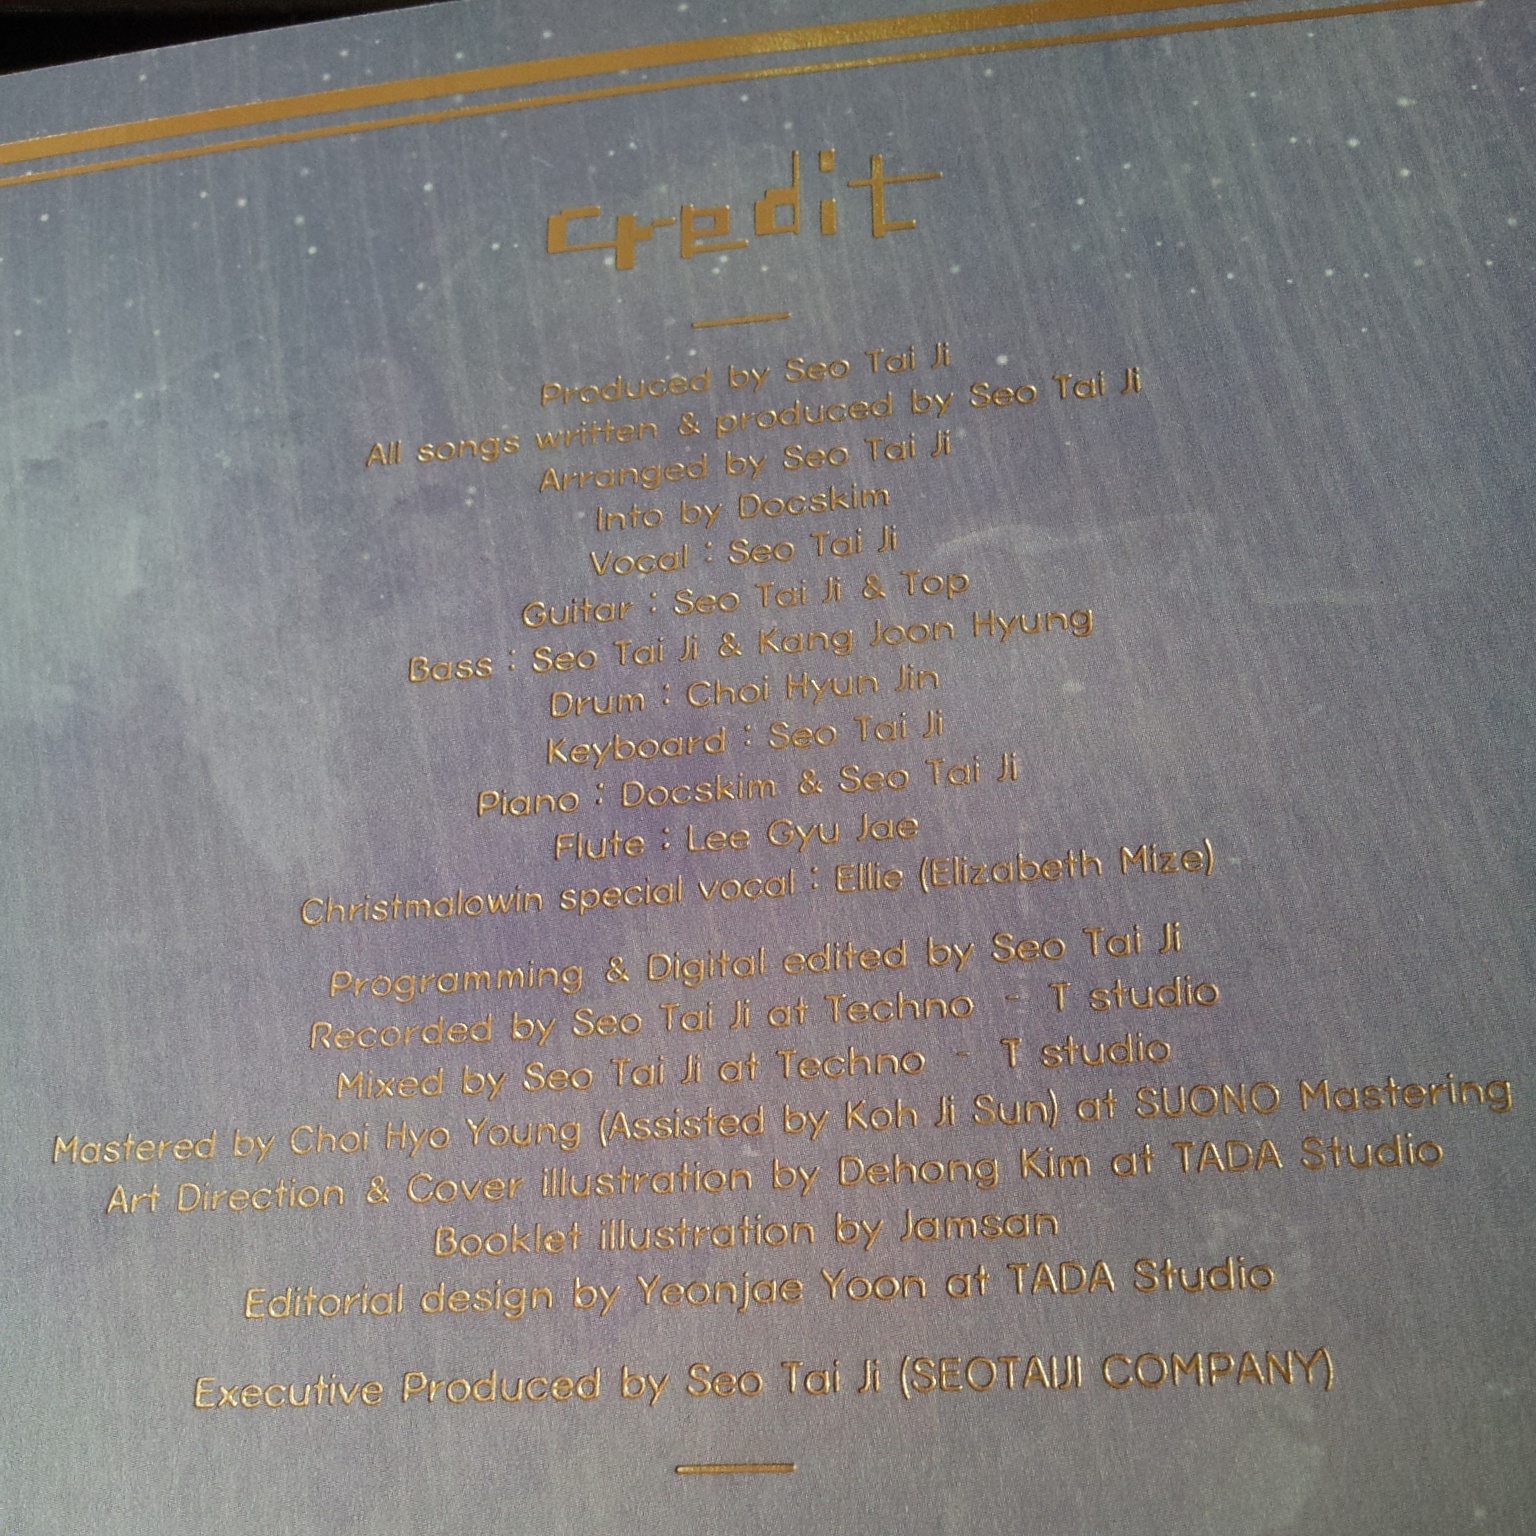 credit
Produced by Seo Tai Ji
All songs written & produced by Seo Tai Ji
Arranged by Seo Tai Ji
Into by Docskim
Vocal : Seo Tai Ji
Guitar : Seo Tai Ji & Top
Bass : Seo Tai Ji & Kang Joon Hyung
Drum : Choi Hyun Jin
Keyboard : Seo Tai Ji
Piano : Docskim & Seo Tai Ji
Flute : Lee Gyu Jae
Christmalowin special vocal : Ellie (Elizabeth Mize)
Programming & Digital edited by Seo Tai Ji
Recorded by Seo Tai Ji at Techno - T studio
Mixed by Seo Tai Ji at Techno - T studio
Mastered by Choi Hyo Young (Assisted by Koh Ji Sun) at SUONO Mastering
Art Direction & Cover illustration by Dehong Kim at TADA Studio
Booklet illustration by Jamsan
Editorial design by Yeonjae Yoon at TADA Studio
Executive Produced by Seo Tai Ji (SEOTAIJI COMPANY)